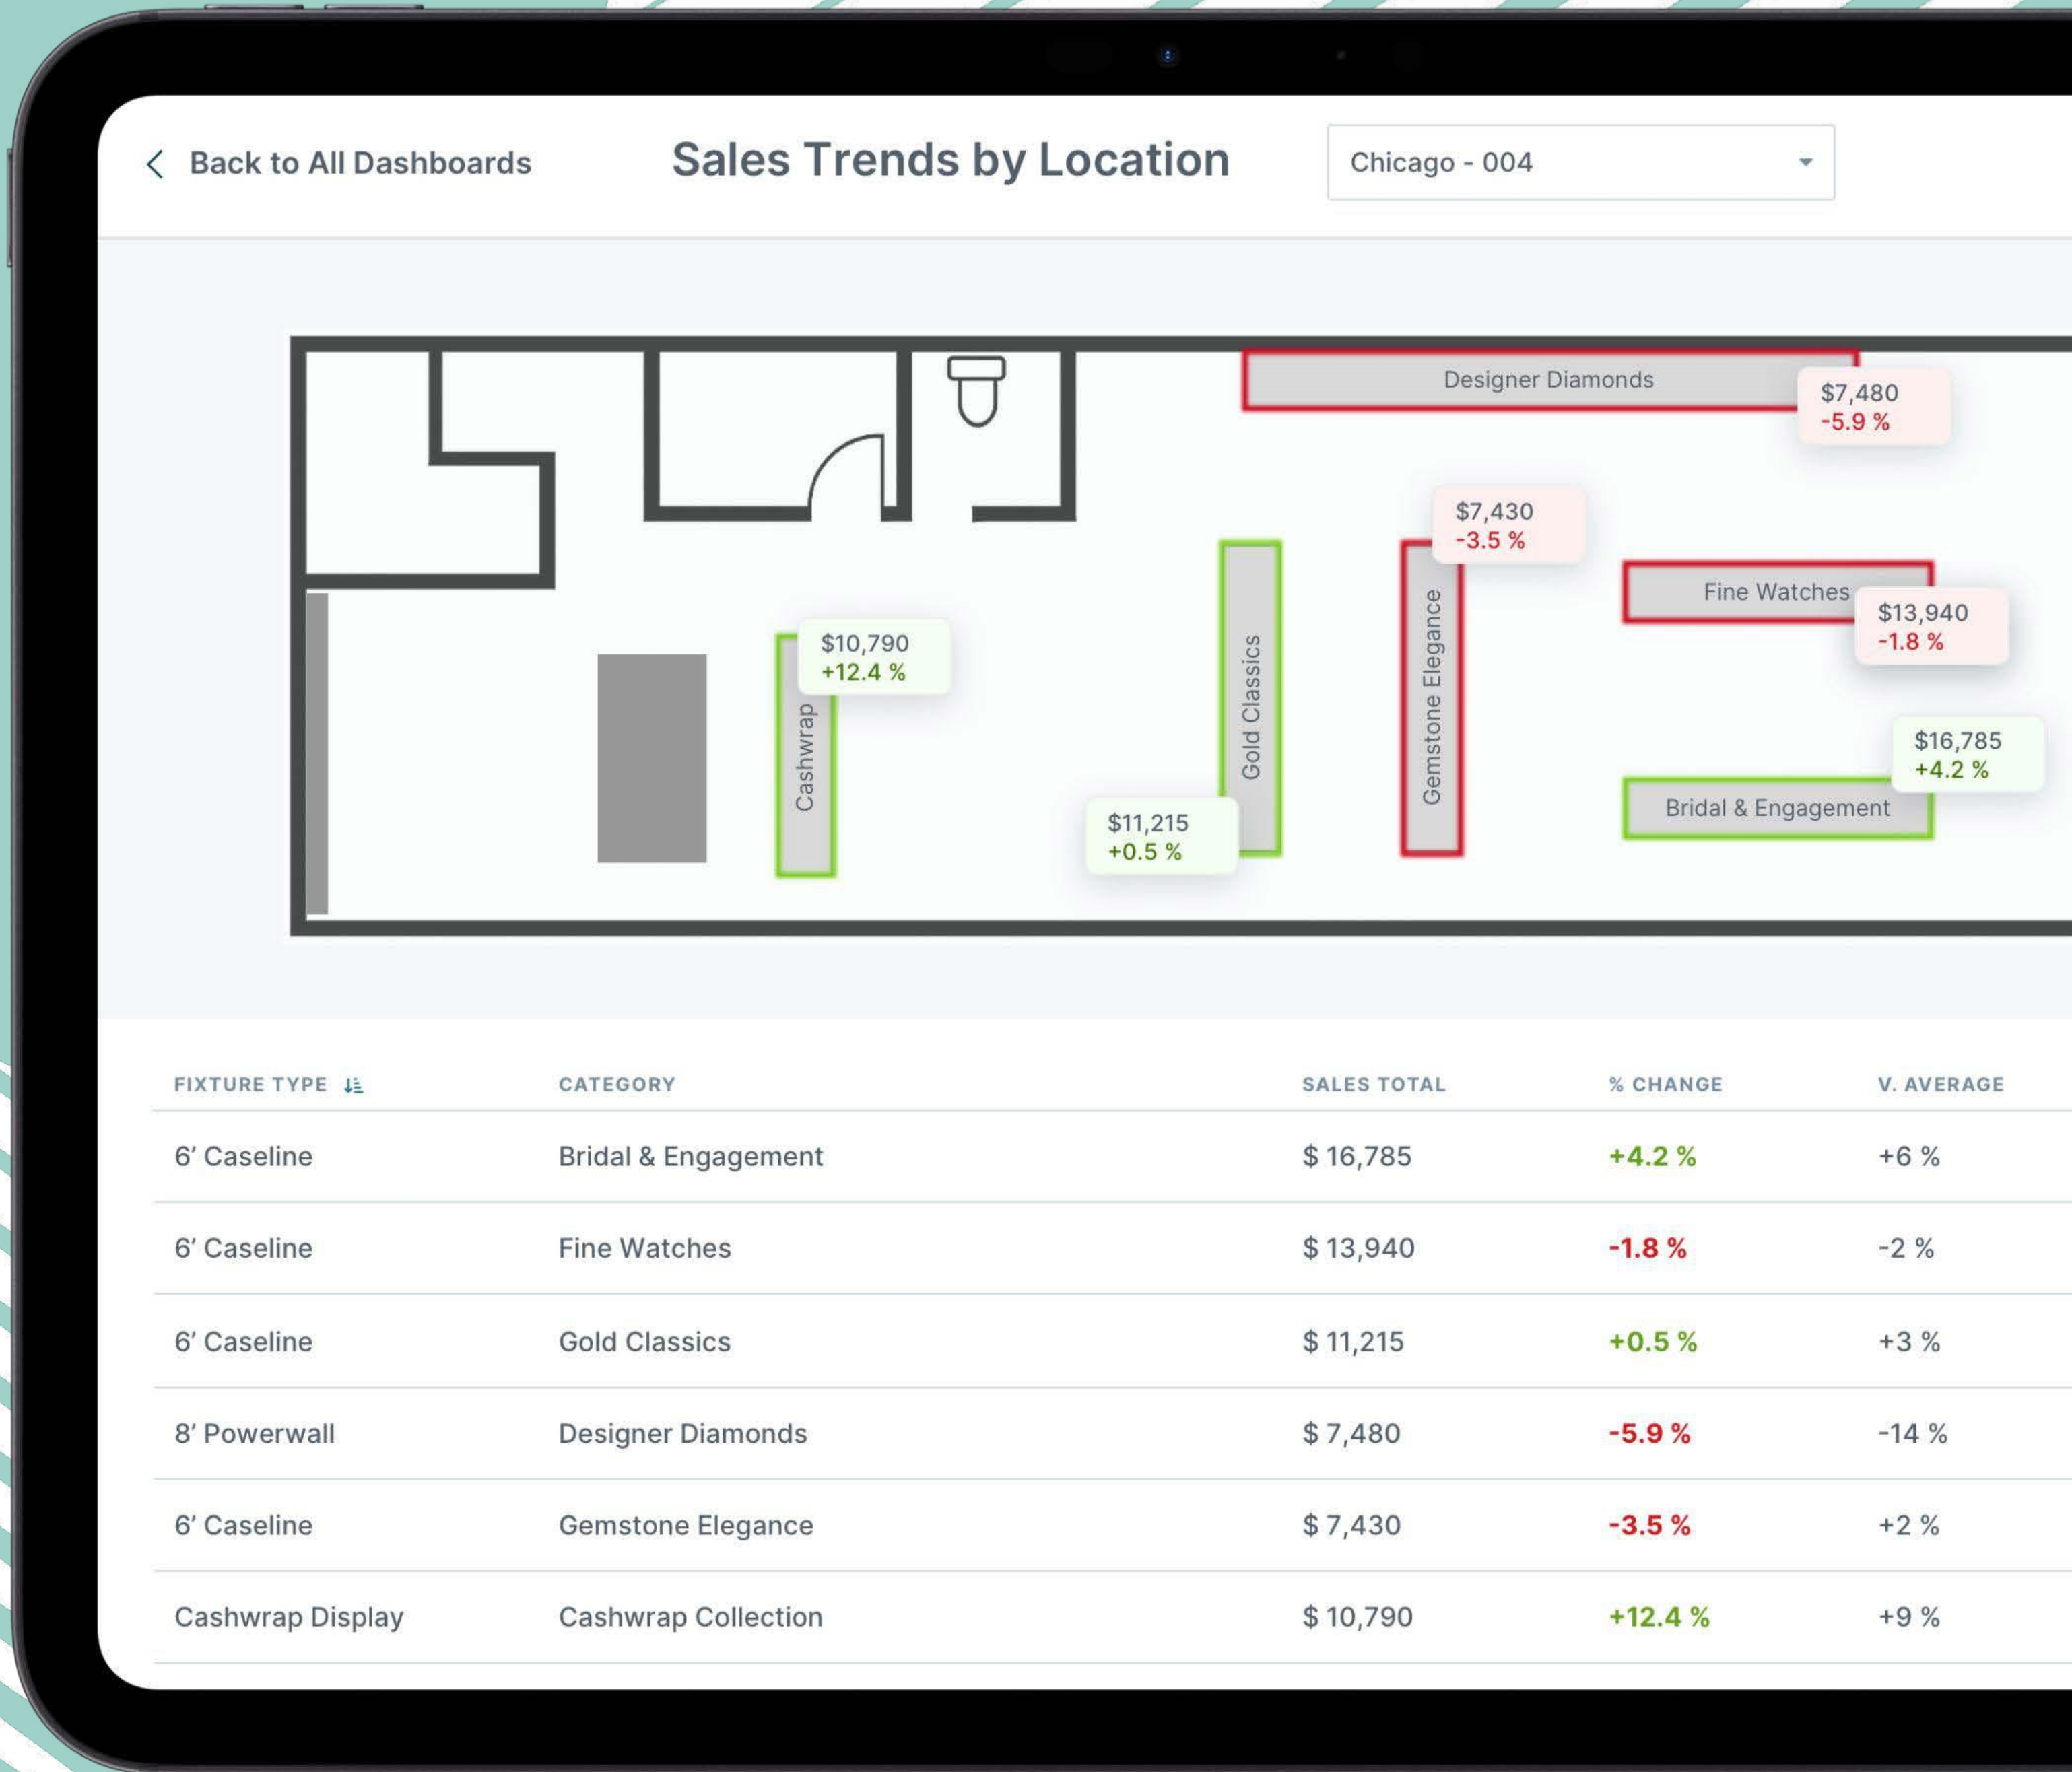 Back to All Dashboards
Sales Trends by Location
Chicago - 004
Designer Diamonds
$7,480
-5.9 %
$7,430
-3.5 %
Gemstone Elegance
Fine Watches
$13,940
-1.8 %
$10,790
+12.4 %
Cashwrap
Gold Classics
$11,215
+0.5 %
$16,785
+4.2 %
Bridal & Engagement
FIXTURE TYPE CATEGORY SALES TOTAL % CHANGE V. AVERAGE
6’ Caseline Bridal & Engagement $ 16,785 +4.2 % +6 %
6’ Caseline Fine Watches $ 13,940 -1.8 % -2 %
6’ Caseline Gold Classics $ 11,215 +0.5 % +3 %
8’ Powerwall Designer Diamonds $ 7,480 -5.9 % -14 %
6’ Caseline Gemstone Elegance $ 7,430 -3.5 % +2 %
Cashwrap Display Cashwrap Collection $ 10,790 +12.4 % +9 %